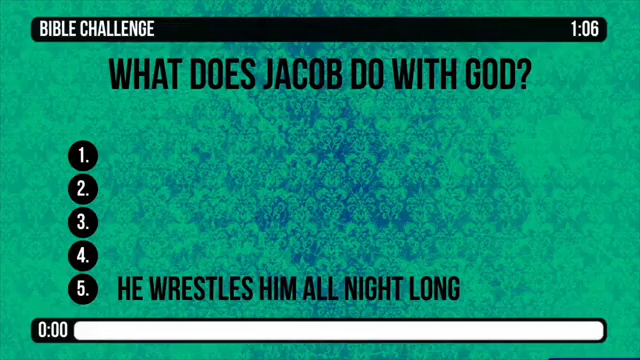 BIBLE CHALLENGE 1:06
WHAT DOES JACOB DO WITH GOD?
1.
2.
3.
4.
5. HE WRESTLES HIM ALL NIGHT LONG
0:00